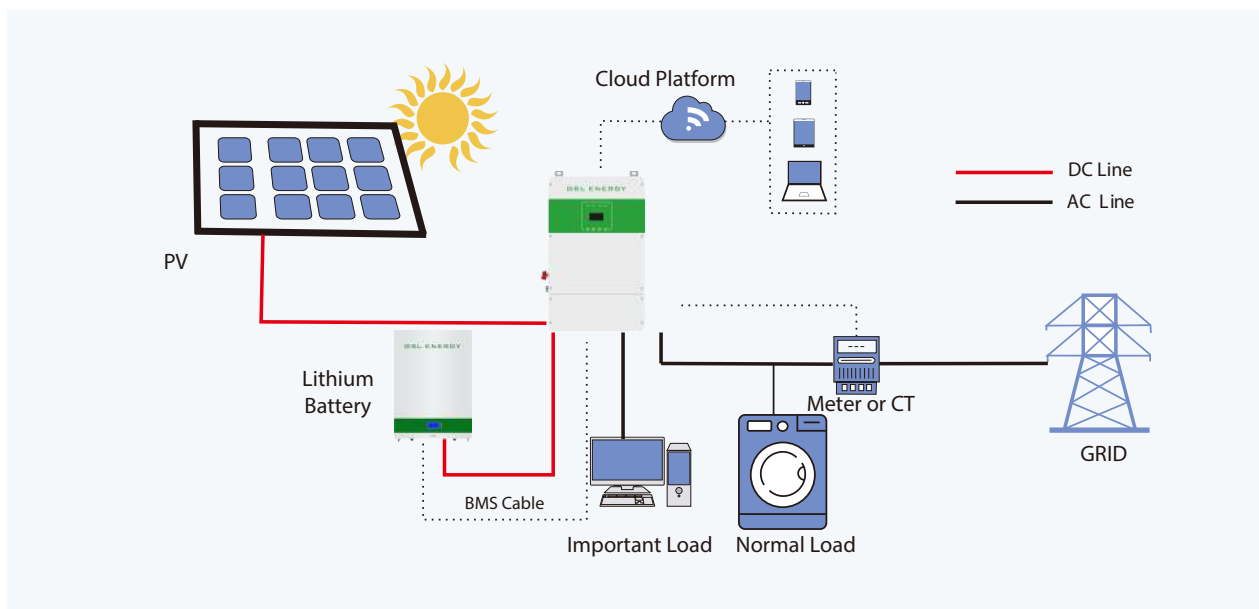 Cloud Platform
BSL ENERGY
DC Line
AC Line
PV
BSL ENERGY
Lithium
Battery
Meter or CT
GRID
BMS Cable
Important Load
Normal Load